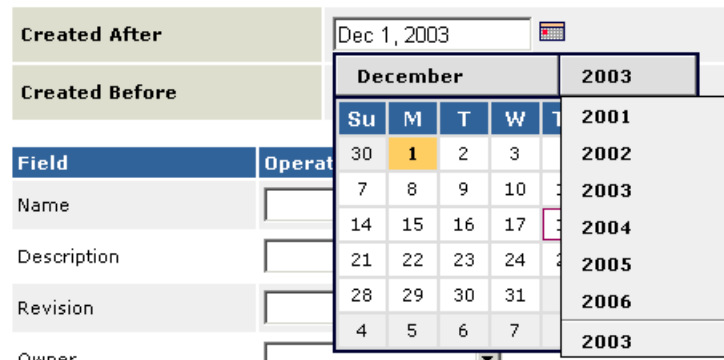 Created After Dec 1, 2003
December 2003
Created Before
Su M T W
2001
30 1 2 3
2002
Field
7 8 9 10
2003
Name
14 15 16 17
2004
Description
21 22 23 24
2005
28 29 30 31
2006
Revision
4 5 6 7
2003
Owner